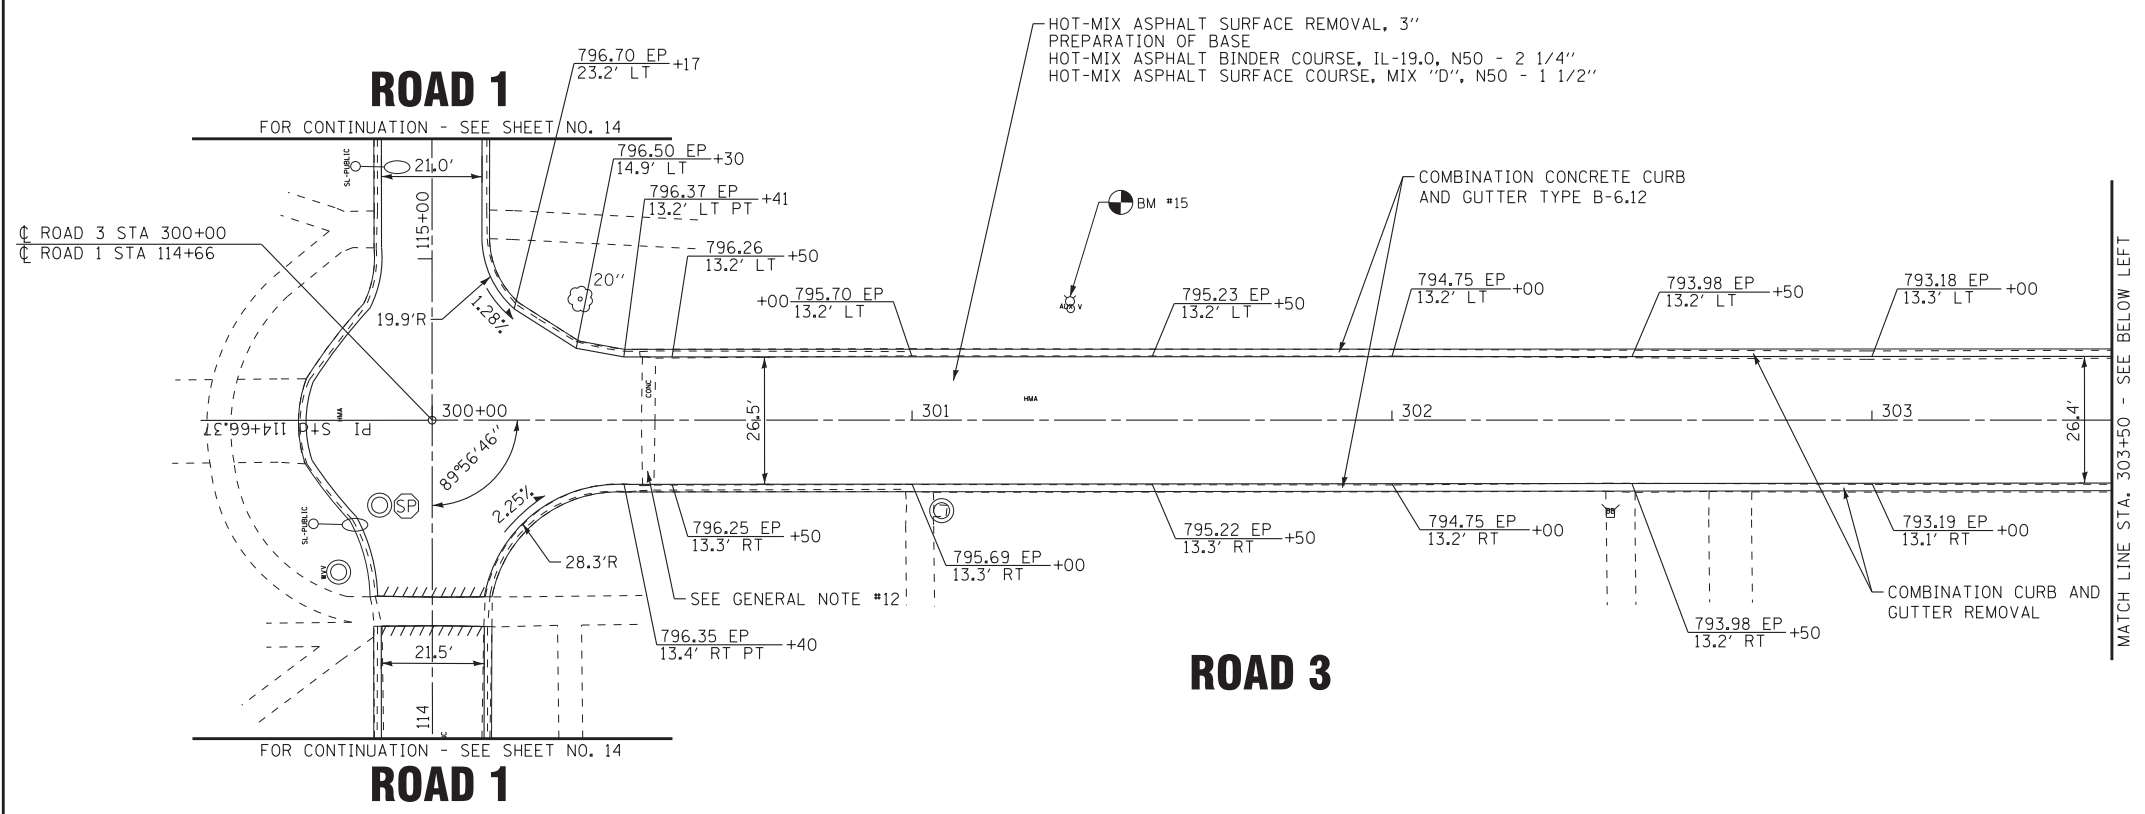 HOT-MIX ASPHALT SURFACE REMOVAL, 3''
PREPARATION OF BASE
HOT-MIX ASPHALT BINDER COURSE, IL-19.0, N50 - 2 1/4''
HOT-MIX ASPHALT SURFACE COURSE, MIX "D", N50 - 1 1/2''
796.70 EP +17
23.2' LT
ROAD 1
FOR CONTINUATION - SEE SHEET NO. 14
SL-PUBLIC
21.0'
796.50 EP +30
14.9' LT
796.37 EP +41
13.2' LT PT
115+00
BM #15
COMBINATION CONCRETE CURB
AND GUTTER TYPE B-6.12
℄ ROAD 3 STA 300+00
℄ ROAD 1 STA 114+66
796.26 +50
13.2' LT
20''
1.28%
19.9'R
+00 795.70 EP
13.2' LT
795.23 EP +50
13.2' LT
794.75 EP +00
13.2' LT
793.98 EP +50
13.2' LT
793.18 EP +00
13.3' LT
MATCH LINE STA. 303+50 - SEE BELOW LEFT
CONC
HMA
HMA
300+00
301
302
303
PI Sta 114+66.37
26.5'
26.4'
89°56'46''
SP
2.25%
SL-PUBLIC
28.3'R
796.25 EP +50
13.3' RT
795.69 EP +00
13.3' RT
795.22 EP +50
13.3' RT
794.75 EP +00
13.2' RT
BB
793.19 EP +00
13.1' RT
SEE GENERAL NOTE #12
COMBINATION CURB AND
GUTTER REMOVAL
796.35 EP +40
13.4' RT PT
793.98 EP +50
13.2' RT
21.5'
114
ROAD 3
FOR CONTINUATION - SEE SHEET NO. 14
ROAD 1